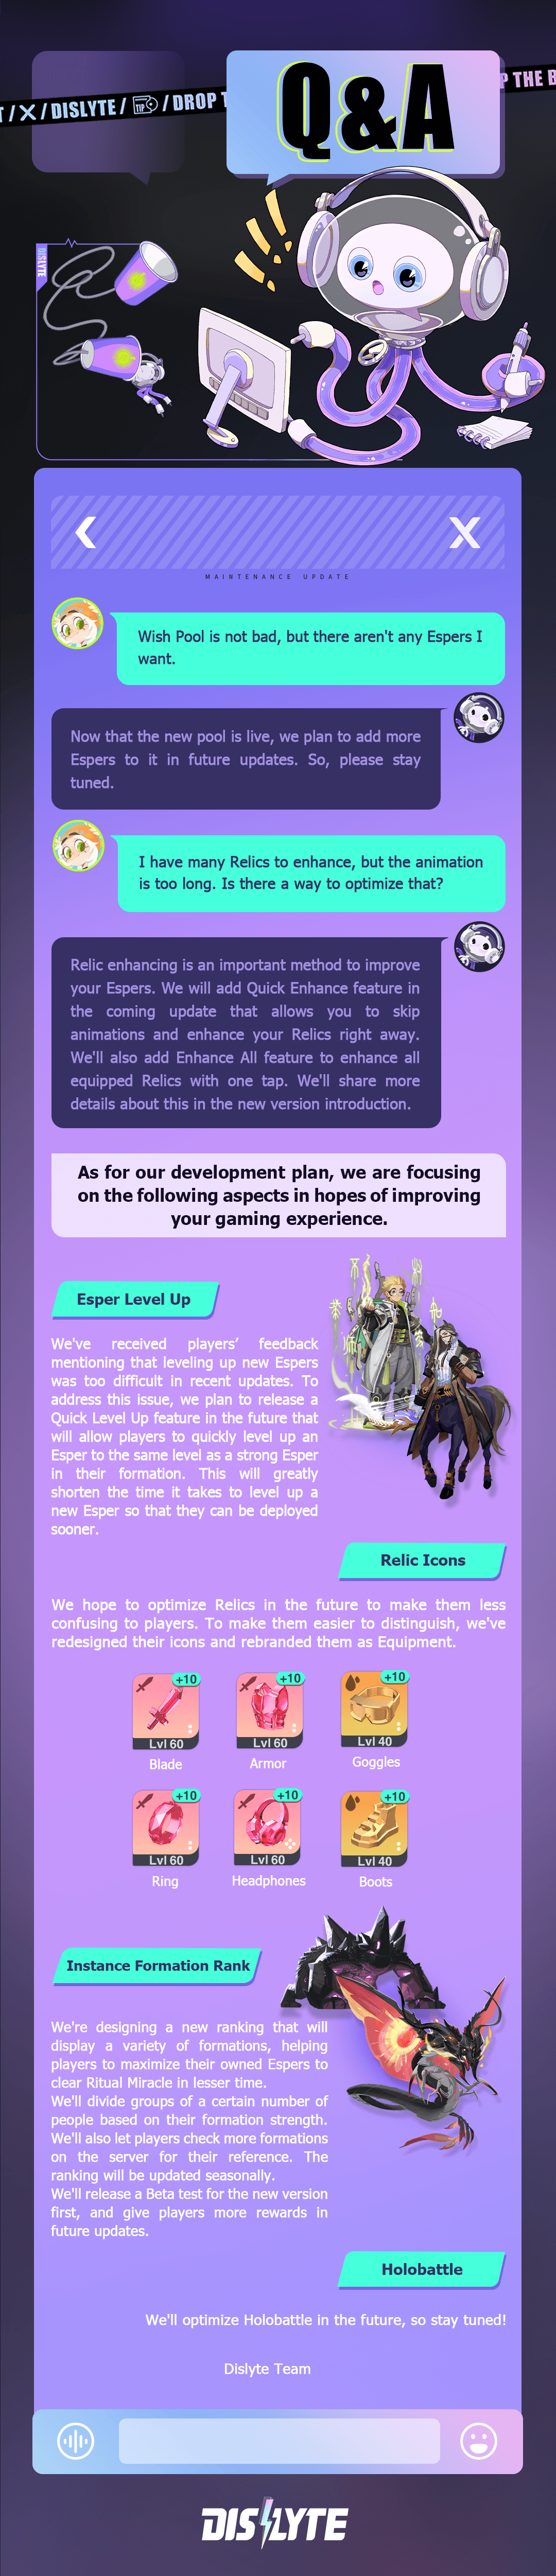 T / X / DISLYTE / TIP / DROP T
P THE B
Q&A
DISLYTE
MAINTENANCE UPDATE
Wish Pool is not bad, but there aren't any Espers I
want.
Now that the new pool is live, we plan to add more
Espers to it in future updates. So, please stay
tuned.
I have many Relics to enhance, but the animation
is too long. Is there a way to optimize that?
Relic enhancing is an important method to improve
your Espers. We will add Quick Enhance feature in
the coming update that allows you to skip
animations and enhance your Relics right away.
We'll also add Enhance All feature to enhance all
equipped Relics with one tap. We'll share more
details about this in the new version introduction.
As for our development plan, we are focusing
on the following aspects in hopes of improving
your gaming experience.
Esper Level Up
We've received players’ feedback
mentioning that leveling up new Espers
was too difficult in recent updates. To
address this issue, we plan to release a
Quick Level Up feature in the future that
will allow players to quickly level up an
Esper to the same level as a strong Esper
in their formation. This will greatly
shorten the time it takes to level up a
new Esper so that they can be deployed
sooner.
Relic Icons
We hope to optimize Relics in the future to make them less
confusing to players. To make them easier to distinguish, we've
redesigned their icons and rebranded them as Equipment.
+10 +10 +10
Lvl 60 Lvl 60 Lvl 40
Blade Armor Goggles
+10 +10 +10
Lvl 60 Lvl 60 Lvl 40
Ring Headphones Boots
Instance Formation Rank
We're designing a new ranking that will
display a variety of formations, helping
players to maximize their owned Espers to
clear Ritual Miracle in lesser time.
We'll divide groups of a certain number of
people based on their formation strength.
We'll also let players check more formations
on the server for their reference. The
ranking will be updated seasonally.
We'll release a Beta test for the new version
first, and give players more rewards in
future updates.
Holobattle
We'll optimize Holobattle in the future, so stay tuned!
Dislyte Team
DISLYTE